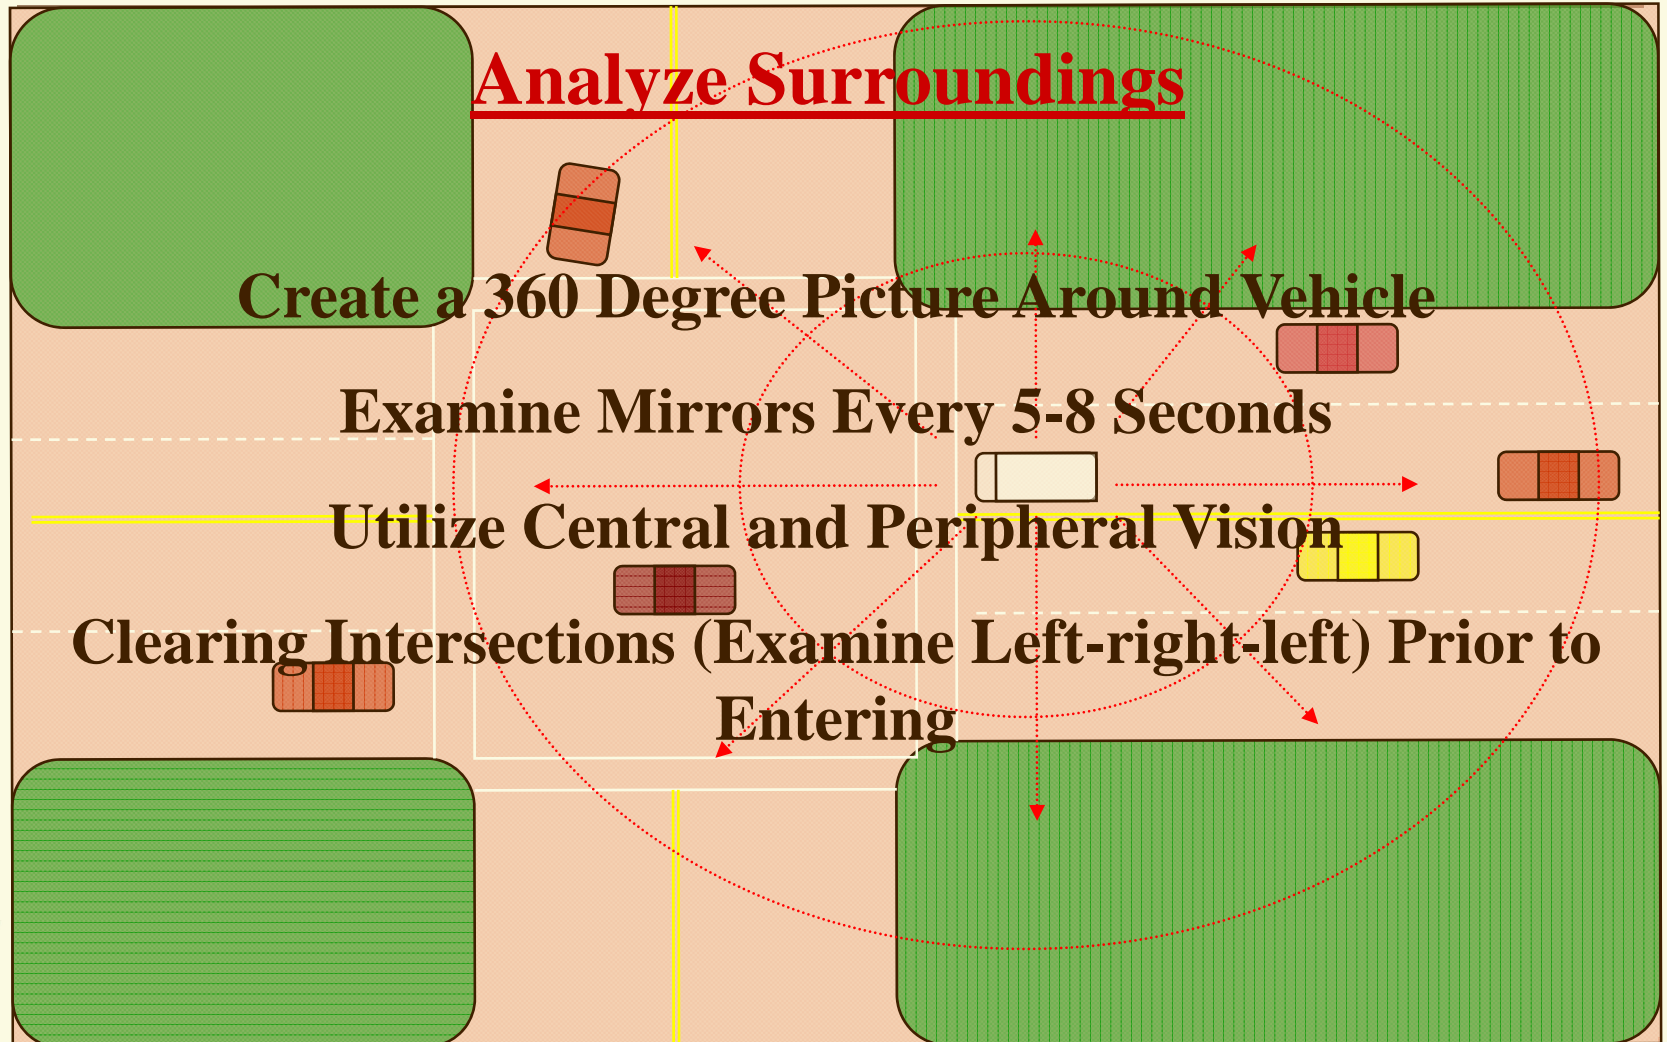 Analyze Surroundings
Create a 360 Degree Picture Around Vehicle
Examine Mirrors Every 5-8 Seconds
Utilize Central and Peripheral Vision
Clearing Intersections (Examine Left-right-left) Prior to
Entering